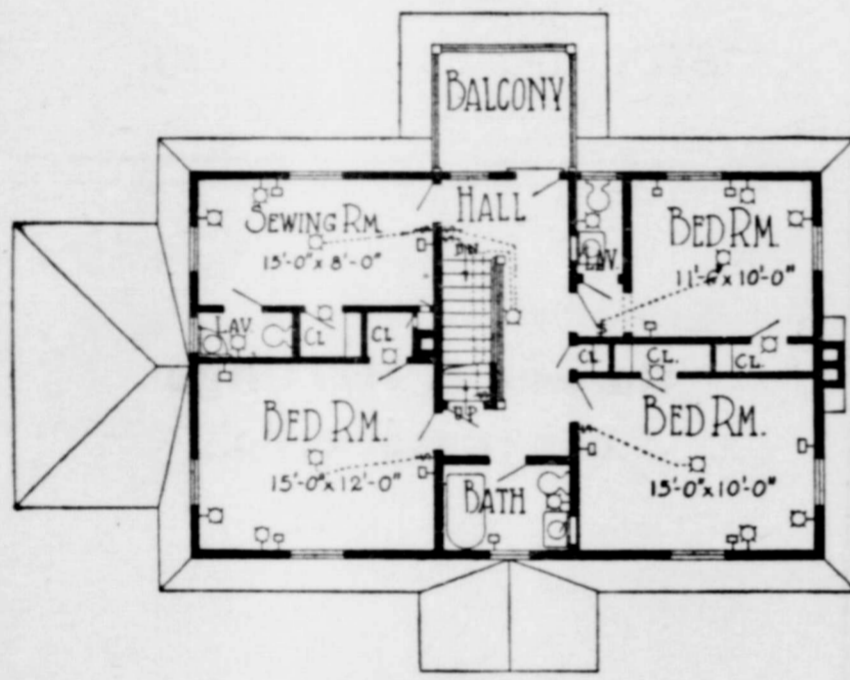 BALCONY
HALL
SEWING RM
15'-0" x 8'-0"
DN
LAV.
BED RM.
11'-6" x 10'-0"
LAV.
CL
CL
S
CL
CL.
CL.
BED RM.
15'-0" x 12'-0"
BED RM.
15'-0" x 10'-0"
BATH